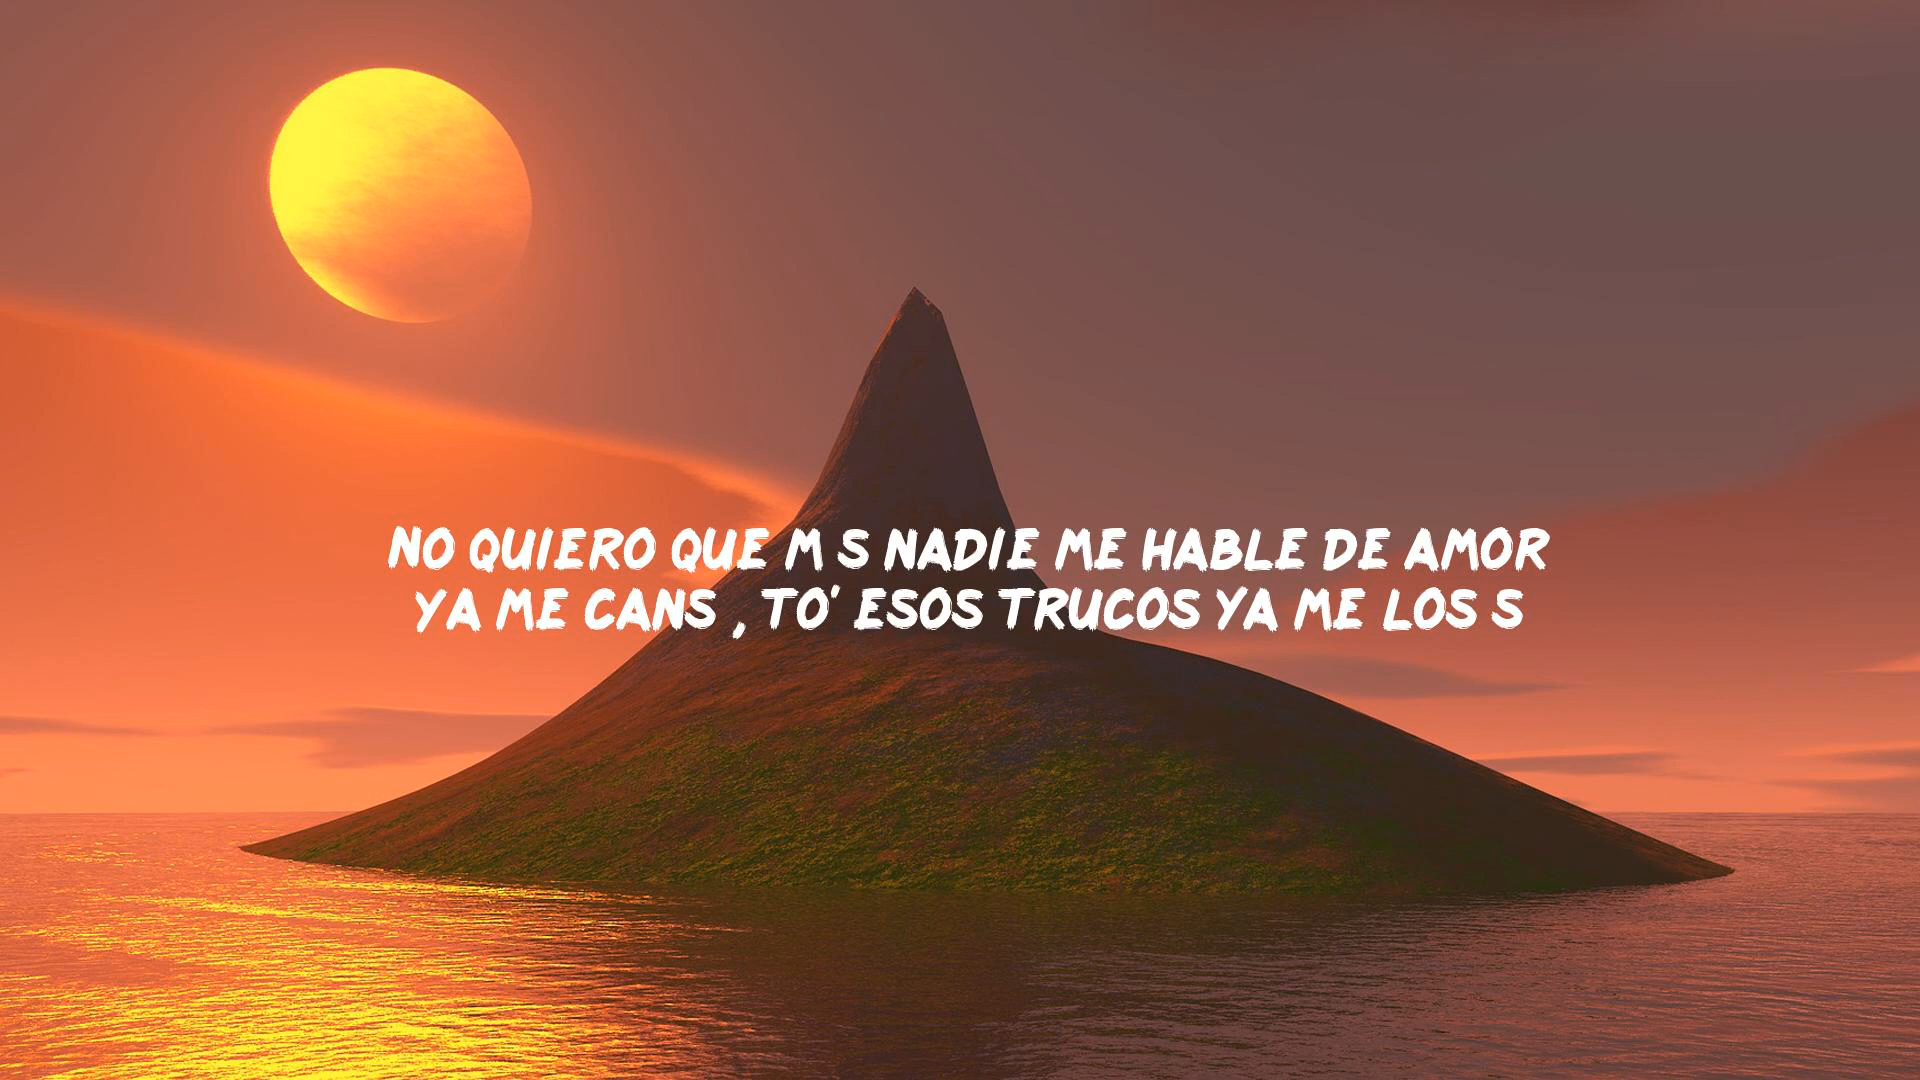 NO QUIERO QUE M S NADIE ME HABLE DE AMOR
YA ME CANS , TO' ESOS TRUCOS YA ME LOS S